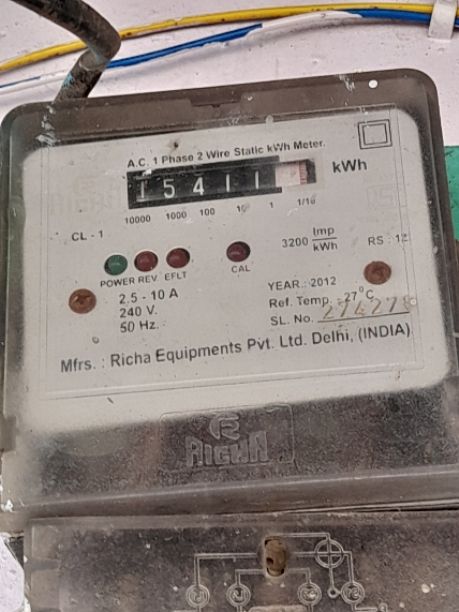 A.C. 1 Phase 2 Wire Static kWh Meter.
15411 kWh
10000 1000 100 10 1 1/10
CL - 1
3200 Imp/kWh RS : 12
POWER REV EFLT CAL
2.5 - 10 A
240 V.
50 Hz.
YEAR : 2012
Ref. Temp. 27°C
SL. No. 274278
Mfrs. : Richa Equipments Pvt. Ltd. Delhi, (INDIA)
RICHA